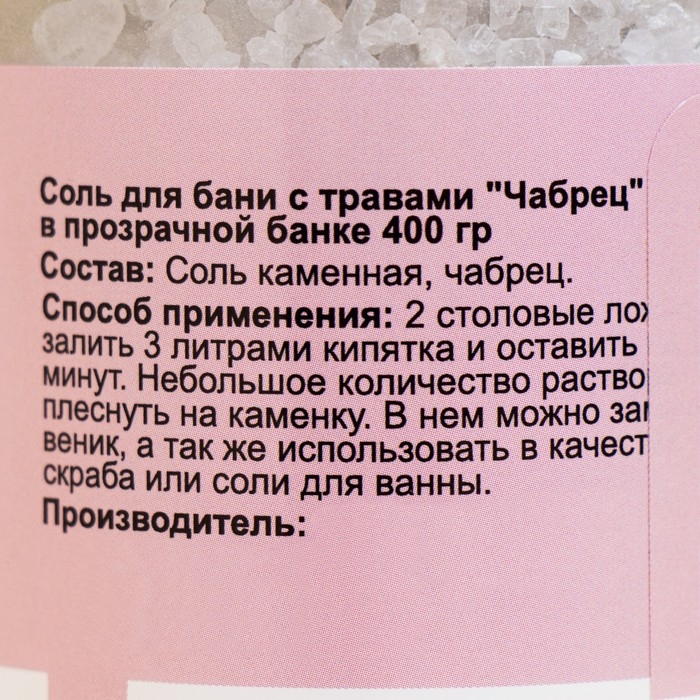 Соль для бани с травами "Чабрец"
в прозрачной банке 400 гр
Состав: Соль каменная, чабрец.
Способ применения: 2 столовые
залить 3 литрами кипятка и оставить
минут. Небольшое количество
плеснуть на каменку. В нем можно
веник, а так же использовать в
скраба или соли для ванны.
Производитель: